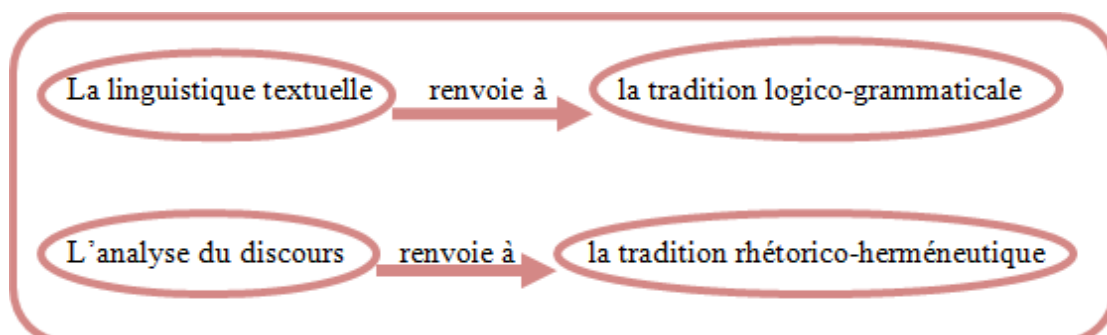 La linguistique textuelle renvoie à la tradition logico-grammaticale
L'analyse du discours renvoie à la tradition rhétorico-herméneutique